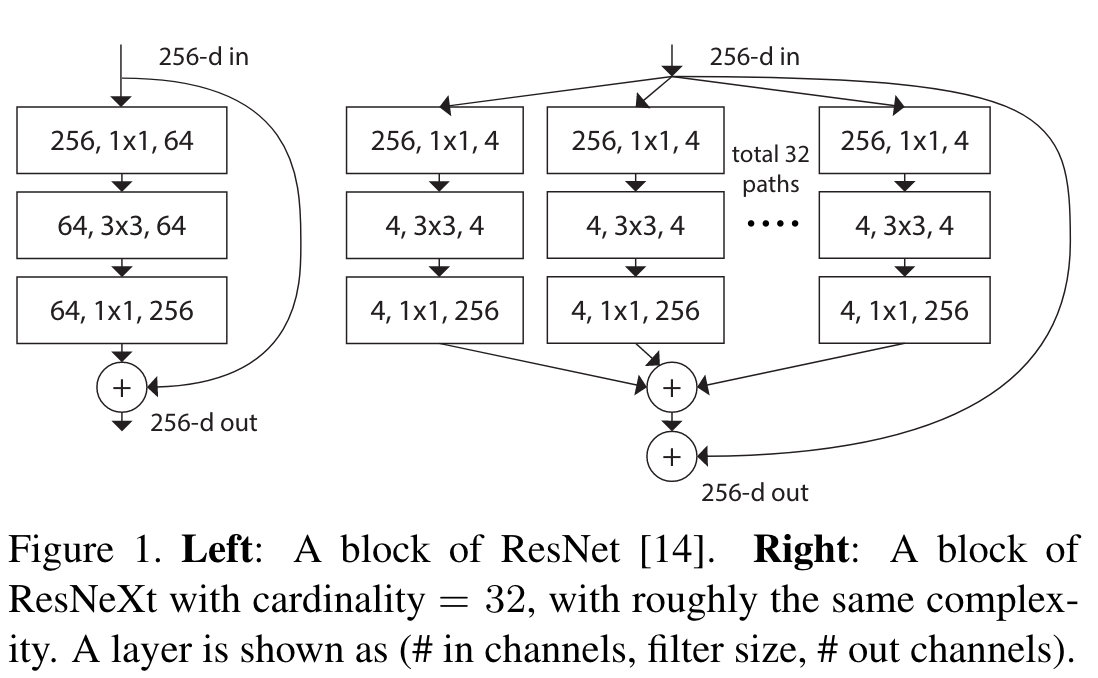 256-d in
256, 1x1, 64
64, 3x3, 64
64, 1x1, 256
+
256-d out
256-d in
256, 1x1, 4
4, 3x3, 4
4, 1x1, 256
256, 1x1, 4
4, 3x3, 4
4, 1x1, 256
total 32
paths
....
256, 1x1, 4
4, 3x3, 4
4, 1x1, 256
+
+
256-d out
Figure 1. Left: A block of ResNet [14]. Right: A block of
ResNeXt with cardinality = 32, with roughly the same complex-
ity. A layer is shown as (# in channels, filter size, # out channels).